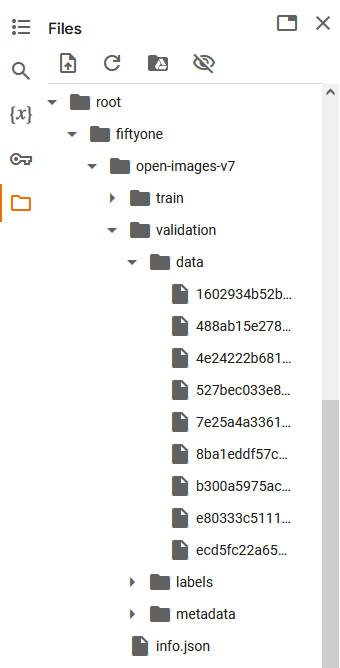 Files
{x}
root
fiftyone
open-images-v7
train
validation
data
1602934b52b...
488ab15e278...
4e24222b681...
527bec033e8...
7e25a4a3361...
8ba1eddf57c...
b300a5975ac...
e80333c5111...
ecd5fc22a65...
labels
metadata
info.json